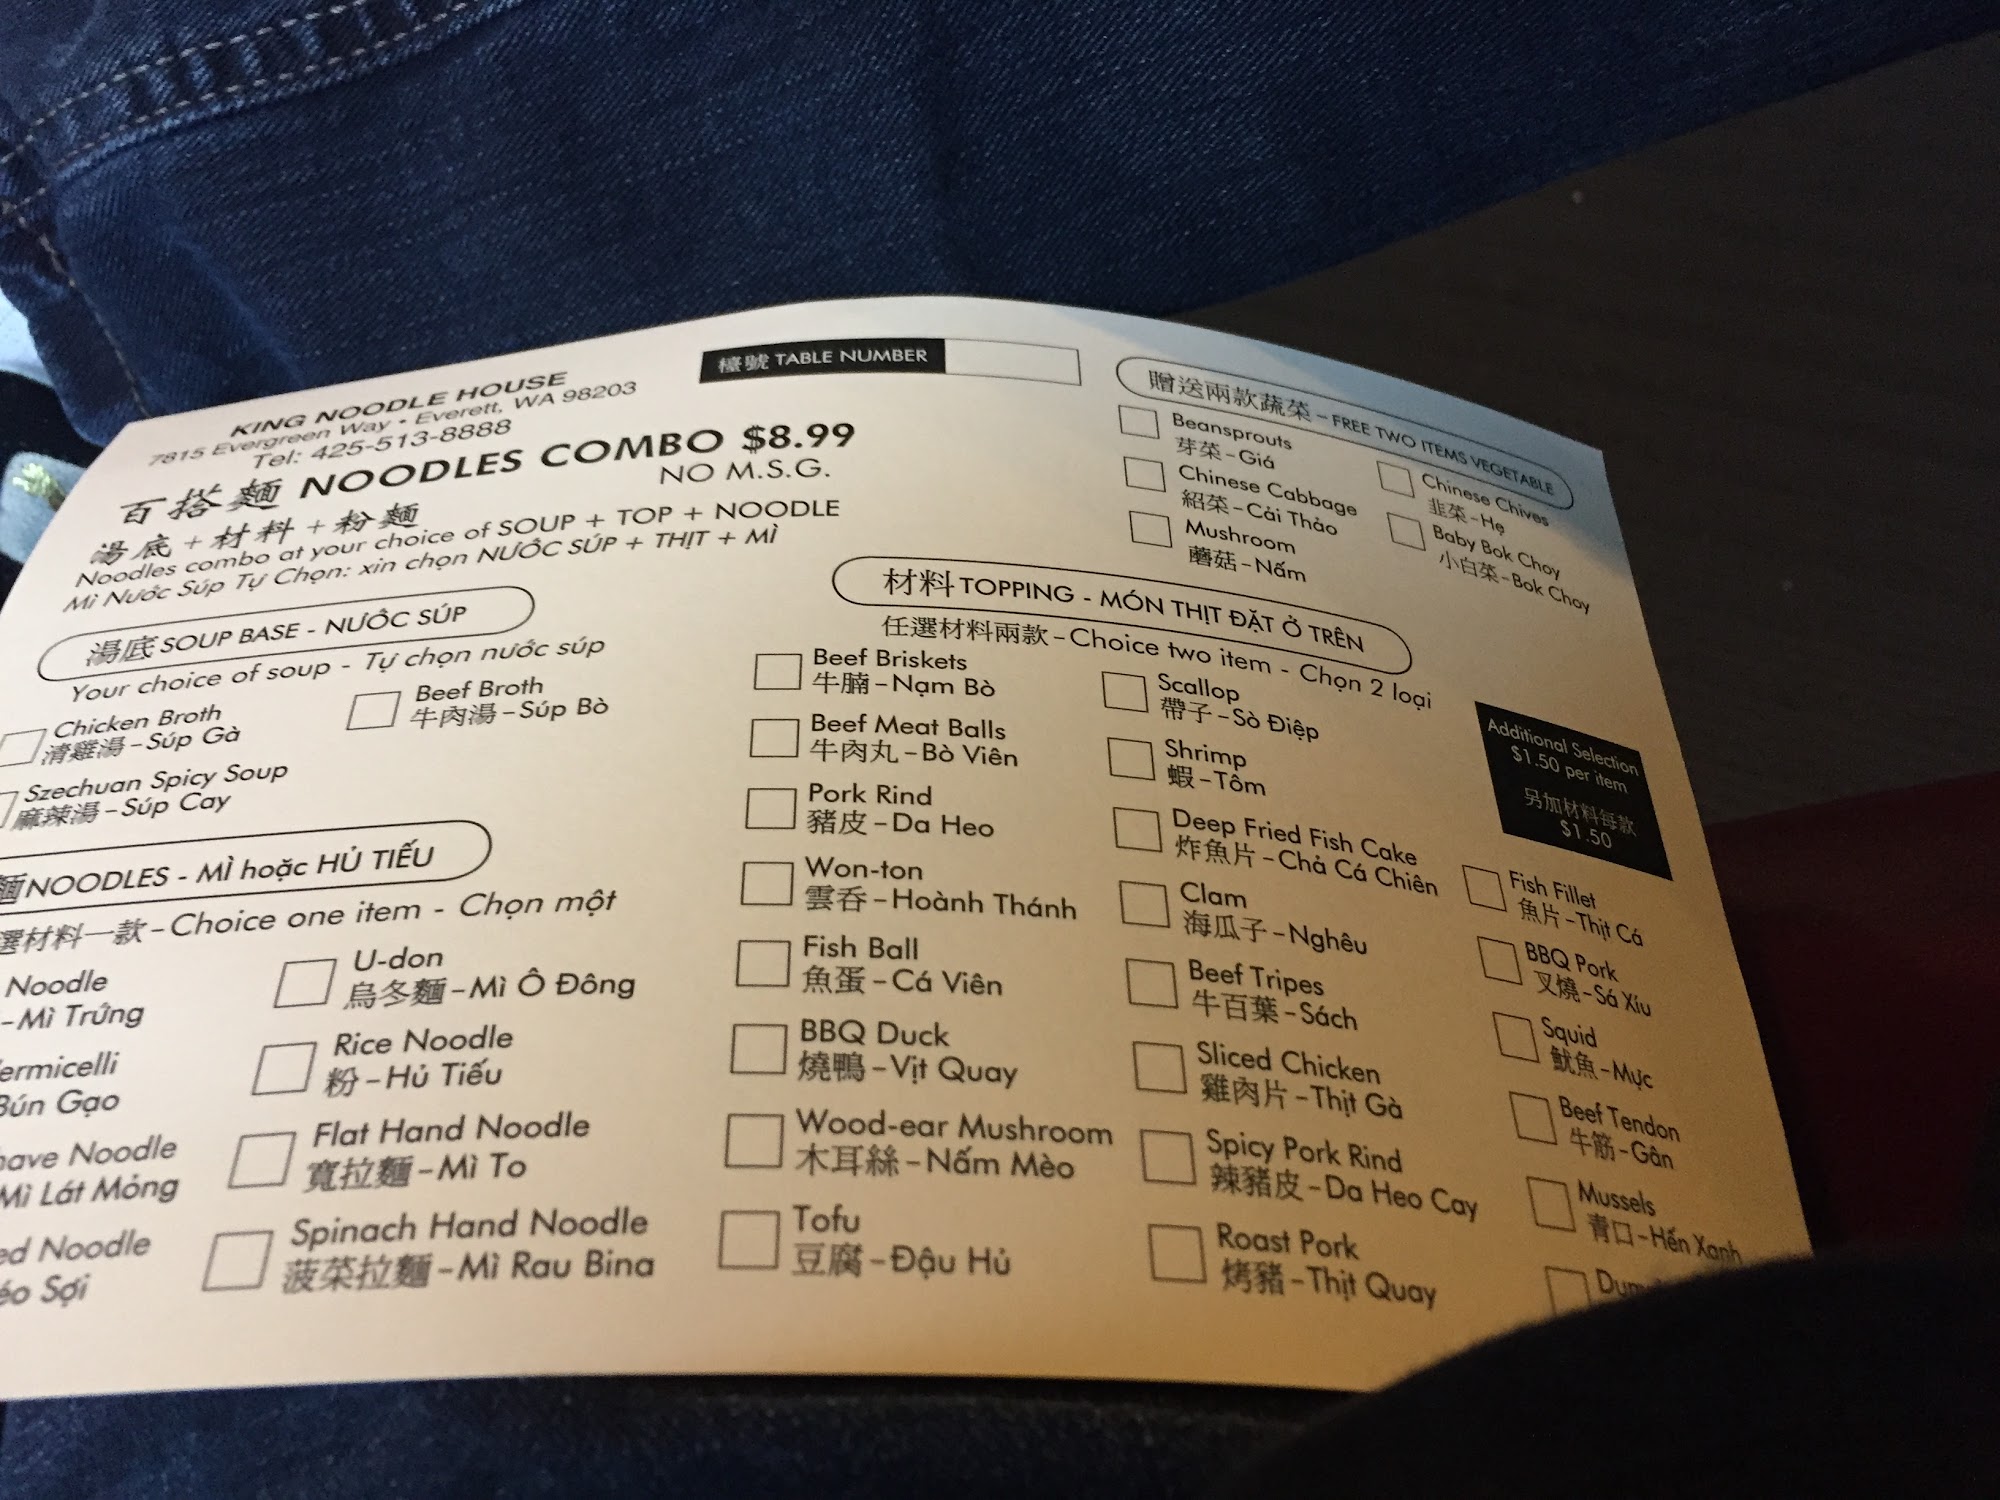 KING NOODLE HOUSE
7815 Evergreen Way • Everett, WA 98203
Tel: 425-513-8888
百搭麵 NOODLES COMBO $8.99
NO M.S.G.
湯底 + 材料 + 粉麵
Noodles combo at your choice of SOUP + TOP + NOODLE
Mì Nước Súp Tự Chọn: xin chọn NƯỚC SÚP + THỊT + MÌ
檯號 TABLE NUMBER
湯底 SOUP BASE - NƯỚC SÚP
Your choice of soup - Tự chọn nước súp
Chicken Broth
清雞湯 – Súp Gà
Beef Broth
牛肉湯 – Súp Bò
Szechuan Spicy Soup
麻辣湯 – Súp Cay
麵 NOODLES - MÌ hoặc HỦ TIẾU
選材料一款 – Choice one item - Chọn một
Noodle
– Mì Trứng
ermicelli
Bún Gạo
have Noodle
Mì Lát Mỏng
ed Noodle
éo Sợi
U-don
烏冬麵 – Mì Ô Đông
Rice Noodle
粉 – Hủ Tiếu
Flat Hand Noodle
寬拉麵 – Mì To
Spinach Hand Noodle
菠菜拉麵 – Mì Rau Bina
贈送兩款蔬菜 – FREE TWO ITEMS VEGETABLE
Beansprouts
芽菜 – Giá
Chinese Cabbage
紹菜 – Cải Thảo
Mushroom
蘑菇 – Nấm
Chinese Chives
韭菜 – Hẹ
Baby Bok Choy
小白菜 – Bok Choy
材料 TOPPING - MÓN THỊT ĐẶT Ở TRÊN
任選材料兩款 – Choice two item - Chọn 2 loại
Beef Briskets
牛腩 – Nạm Bò
Beef Meat Balls
牛肉丸 – Bò Viên
Pork Rind
豬皮 – Da Heo
Won-ton
雲吞 – Hoành Thánh
Fish Ball
魚蛋 – Cá Viên
BBQ Duck
燒鴨 – Vịt Quay
Wood-ear Mushroom
木耳絲 – Nấm Mèo
Tofu
豆腐 – Đậu Hủ
Scallop
帶子 – Sò Điệp
Shrimp
蝦 – Tôm
Deep Fried Fish Cake
炸魚片 – Chả Cá Chiên
Clam
海瓜子 – Nghêu
Beef Tripes
牛百葉 – Sách
Sliced Chicken
雞肉片 – Thịt Gà
Spicy Pork Rind
辣豬皮 – Da Heo Cay
Roast Pork
烤豬 – Thịt Quay
Additional Selection
$1.50 per item
另加材料每款
$1.50
Fish Fillet
魚片 – Thịt Cá
BBQ Pork
叉燒 – Sá Xíu
Squid
魷魚 – Mực
Beef Tendon
牛筋 – Gân
Mussels
青口 – Hến Xanh
Dum